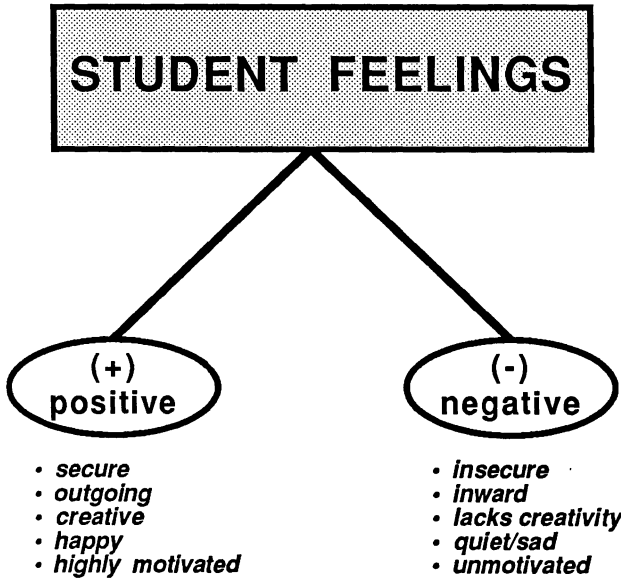 STUDENT FEELINGS
(+)
positive
(-)
negative
• secure
• outgoing
• creative
• happy
• highly motivated
• insecure
• inward
• lacks creativity
• quiet/sad
• unmotivated